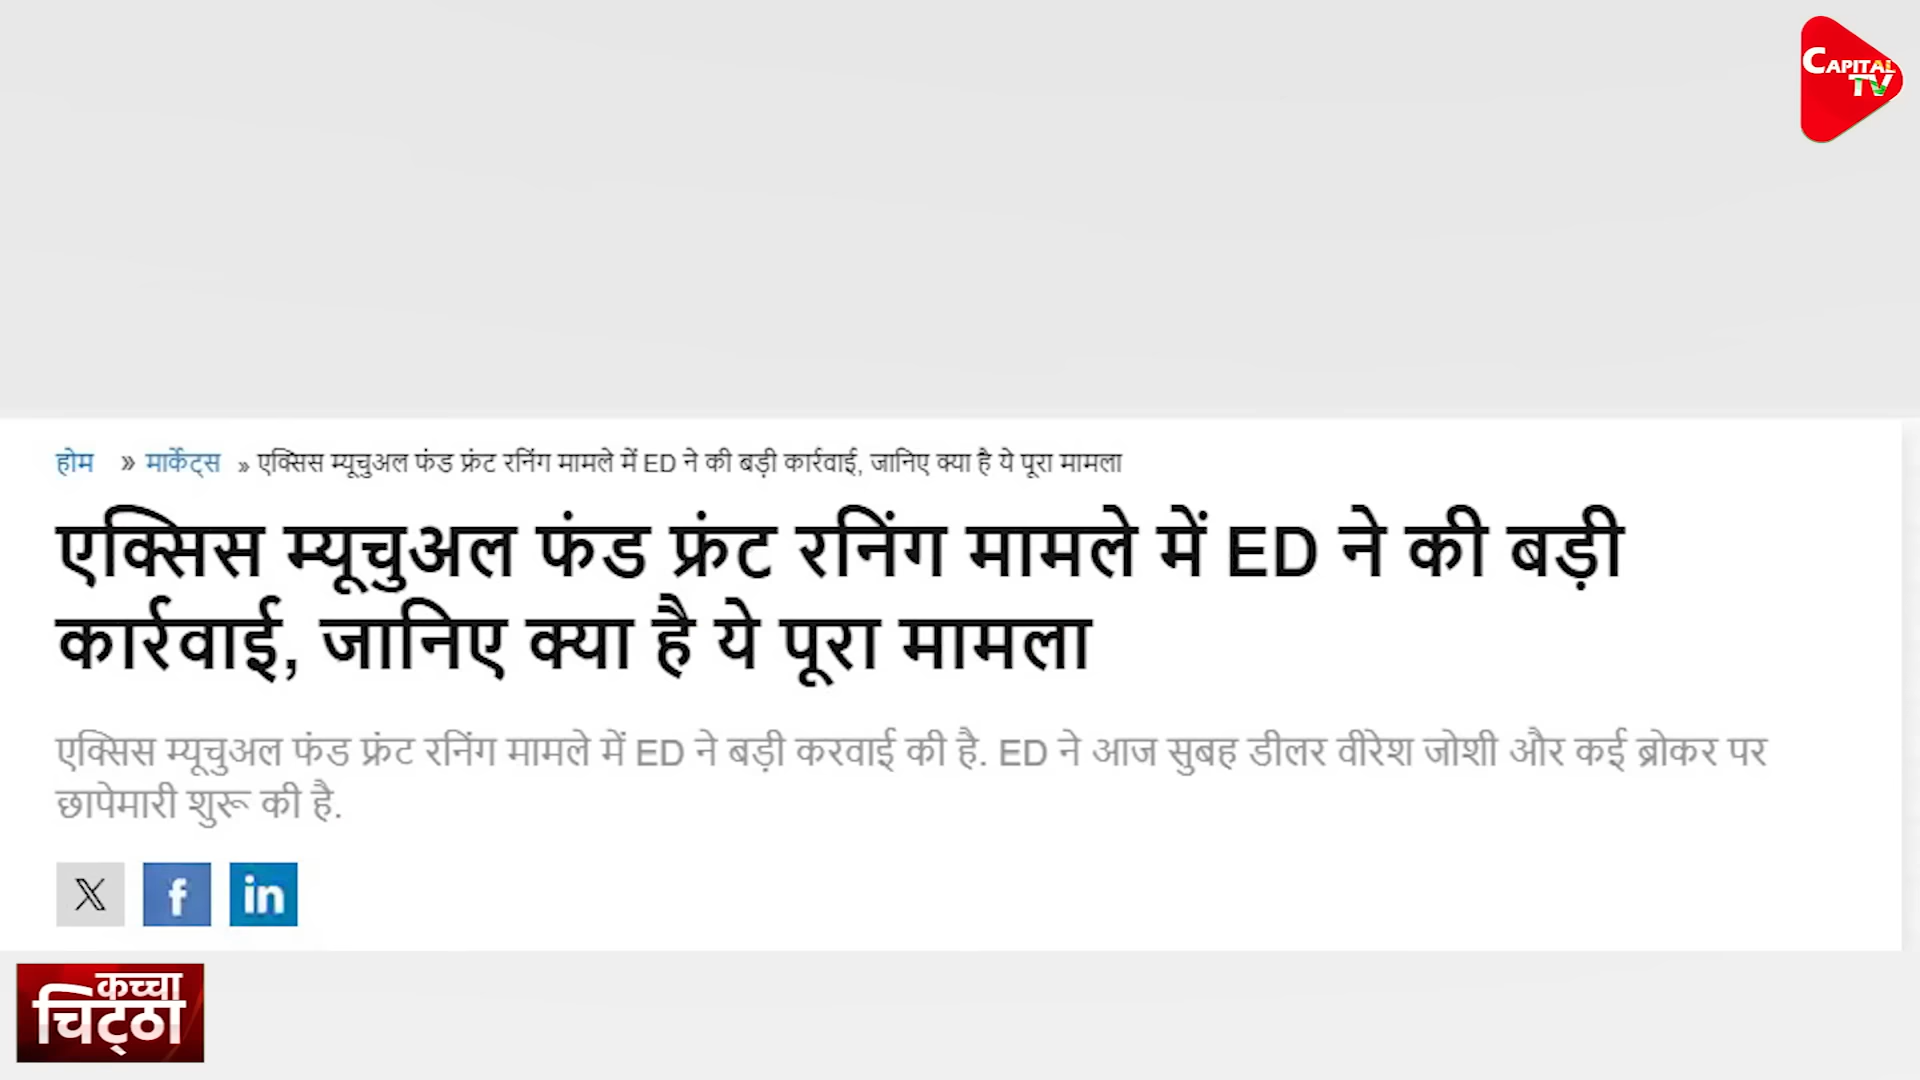 CAPITAL
TV
होम » मार्केट्स » एक्सिस म्यूचुअल फंड फ्रंट रनिंग मामले में ED ने की बड़ी कार्रवाई, जानिए क्या है ये पूरा मामला
एक्सिस म्यूचुअल फंड फ्रंट रनिंग मामले में ED ने की बड़ी
कार्रवाई, जानिए क्या है ये पूरा मामला
एक्सिस म्यूचुअल फंड फ्रंट रनिंग मामले में ED ने बड़ी करवाई की है. ED ने आज सुबह डीलर वीरेश जोशी और कई ब्रोकर पर
छापेमारी शुरू की है.
X f in
कच्चा
चिट्ठा